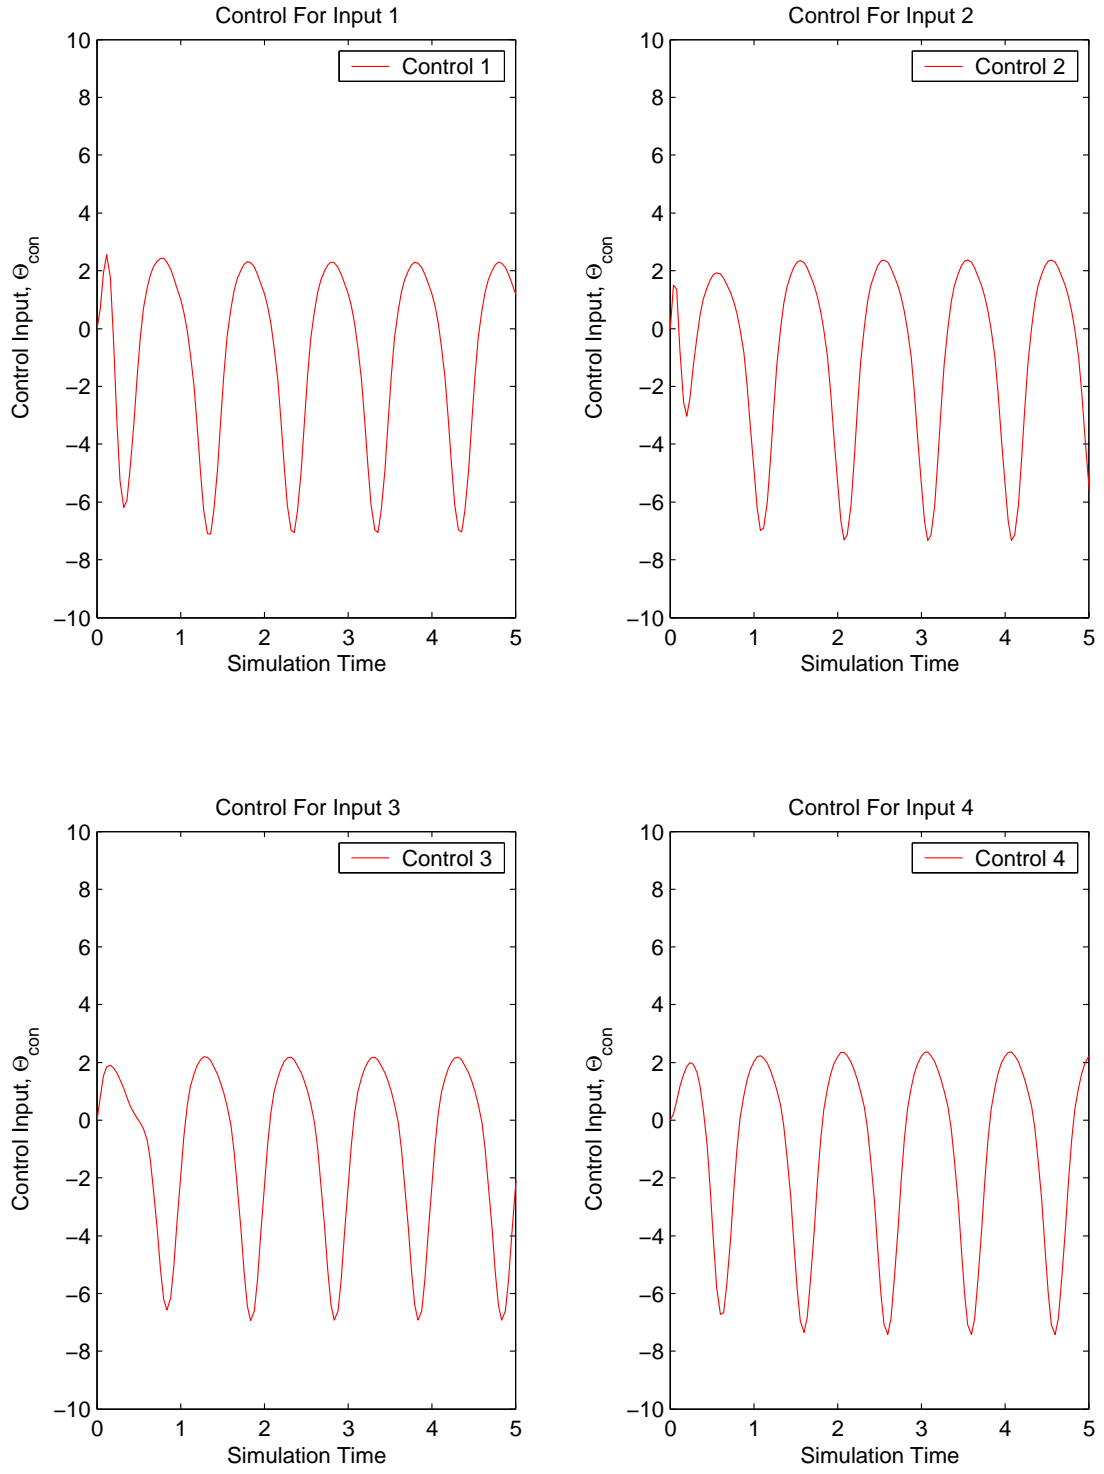 Control For Input 1
Control 1
10
8
6
4
2
0
−2
−4
−6
−8
−10
Control Input, Θcon
0 1 2 3 4 5
Simulation Time
Control For Input 2
Control 2
10
8
6
4
2
0
−2
−4
−6
−8
−10
Control Input, Θcon
0 1 2 3 4 5
Simulation Time
Control For Input 3
Control 3
10
8
6
4
2
0
−2
−4
−6
−8
−10
Control Input, Θcon
0 1 2 3 4 5
Simulation Time
Control For Input 4
Control 4
10
8
6
4
2
0
−2
−4
−6
−8
−10
Control Input, Θcon
0 1 2 3 4 5
Simulation Time